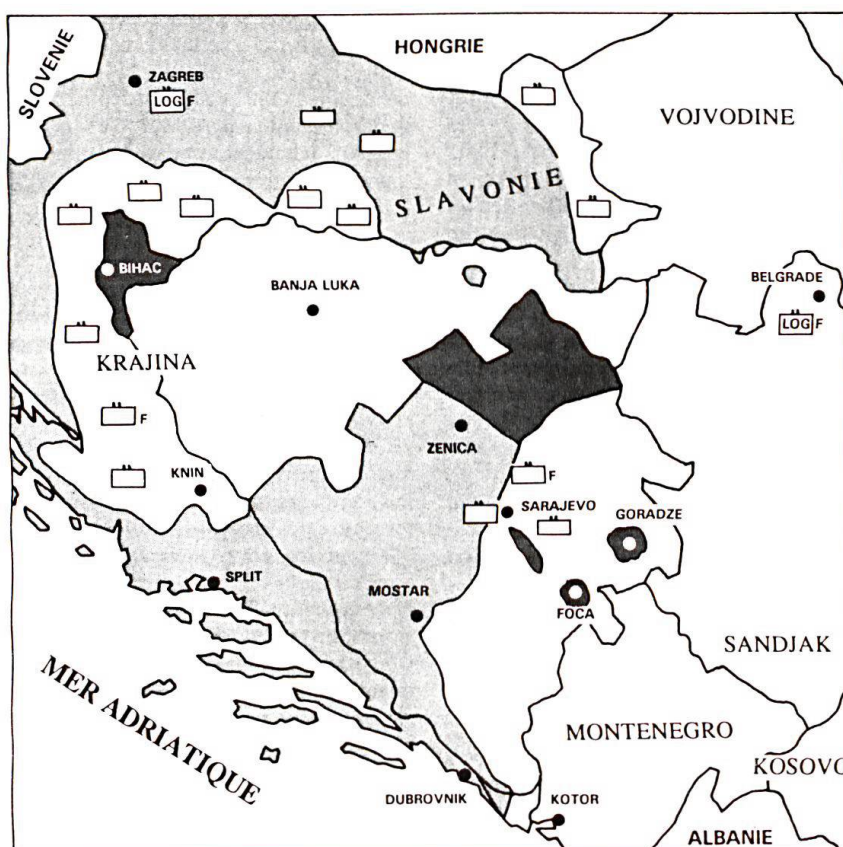 SLOVENIE
HONGRIE
ZAGREB
LOG F
VOJVODINE
SLAVONIE
BIHAC
BANJA LUKA
BELGRADE
LOG F
KRAJINA
F
ZENICA
KNIN
F
SARAJEVO
GORADZE
SPLIT
MOSTAR
FOCA
SANDJAK
MER ADRIATIQUE
MONTENEGRO
KOSOVO
DUBROVNIK
KOTOR
ALBANIE